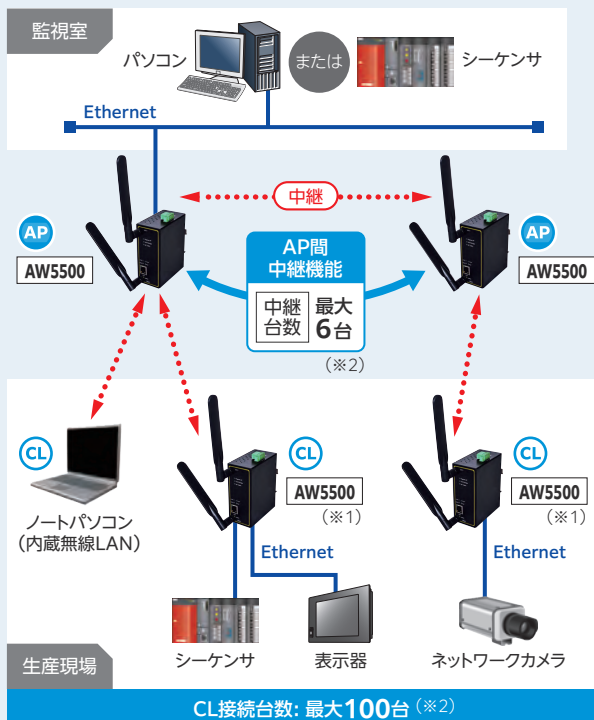 監視室
パソコン
または
シーケンサ
Ethernet
中継
AP
AW5500
AP間
中継機能
中継台数
最大6台
(※2)
AP
AW5500
CL
ノートパソコン
(内蔵無線LAN)
CL
AW5500
(※1)
Ethernet
CL
AW5500
(※1)
Ethernet
シーケンサ
表示器
ネットワークカメラ
生産現場
CL接続台数: 最大100台(※2)